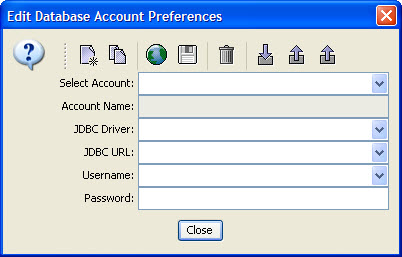 Edit Database Account Preferences
Select Account:
Account Name:
JDBC Driver:
JDBC URL:
Username:
Password:
Close